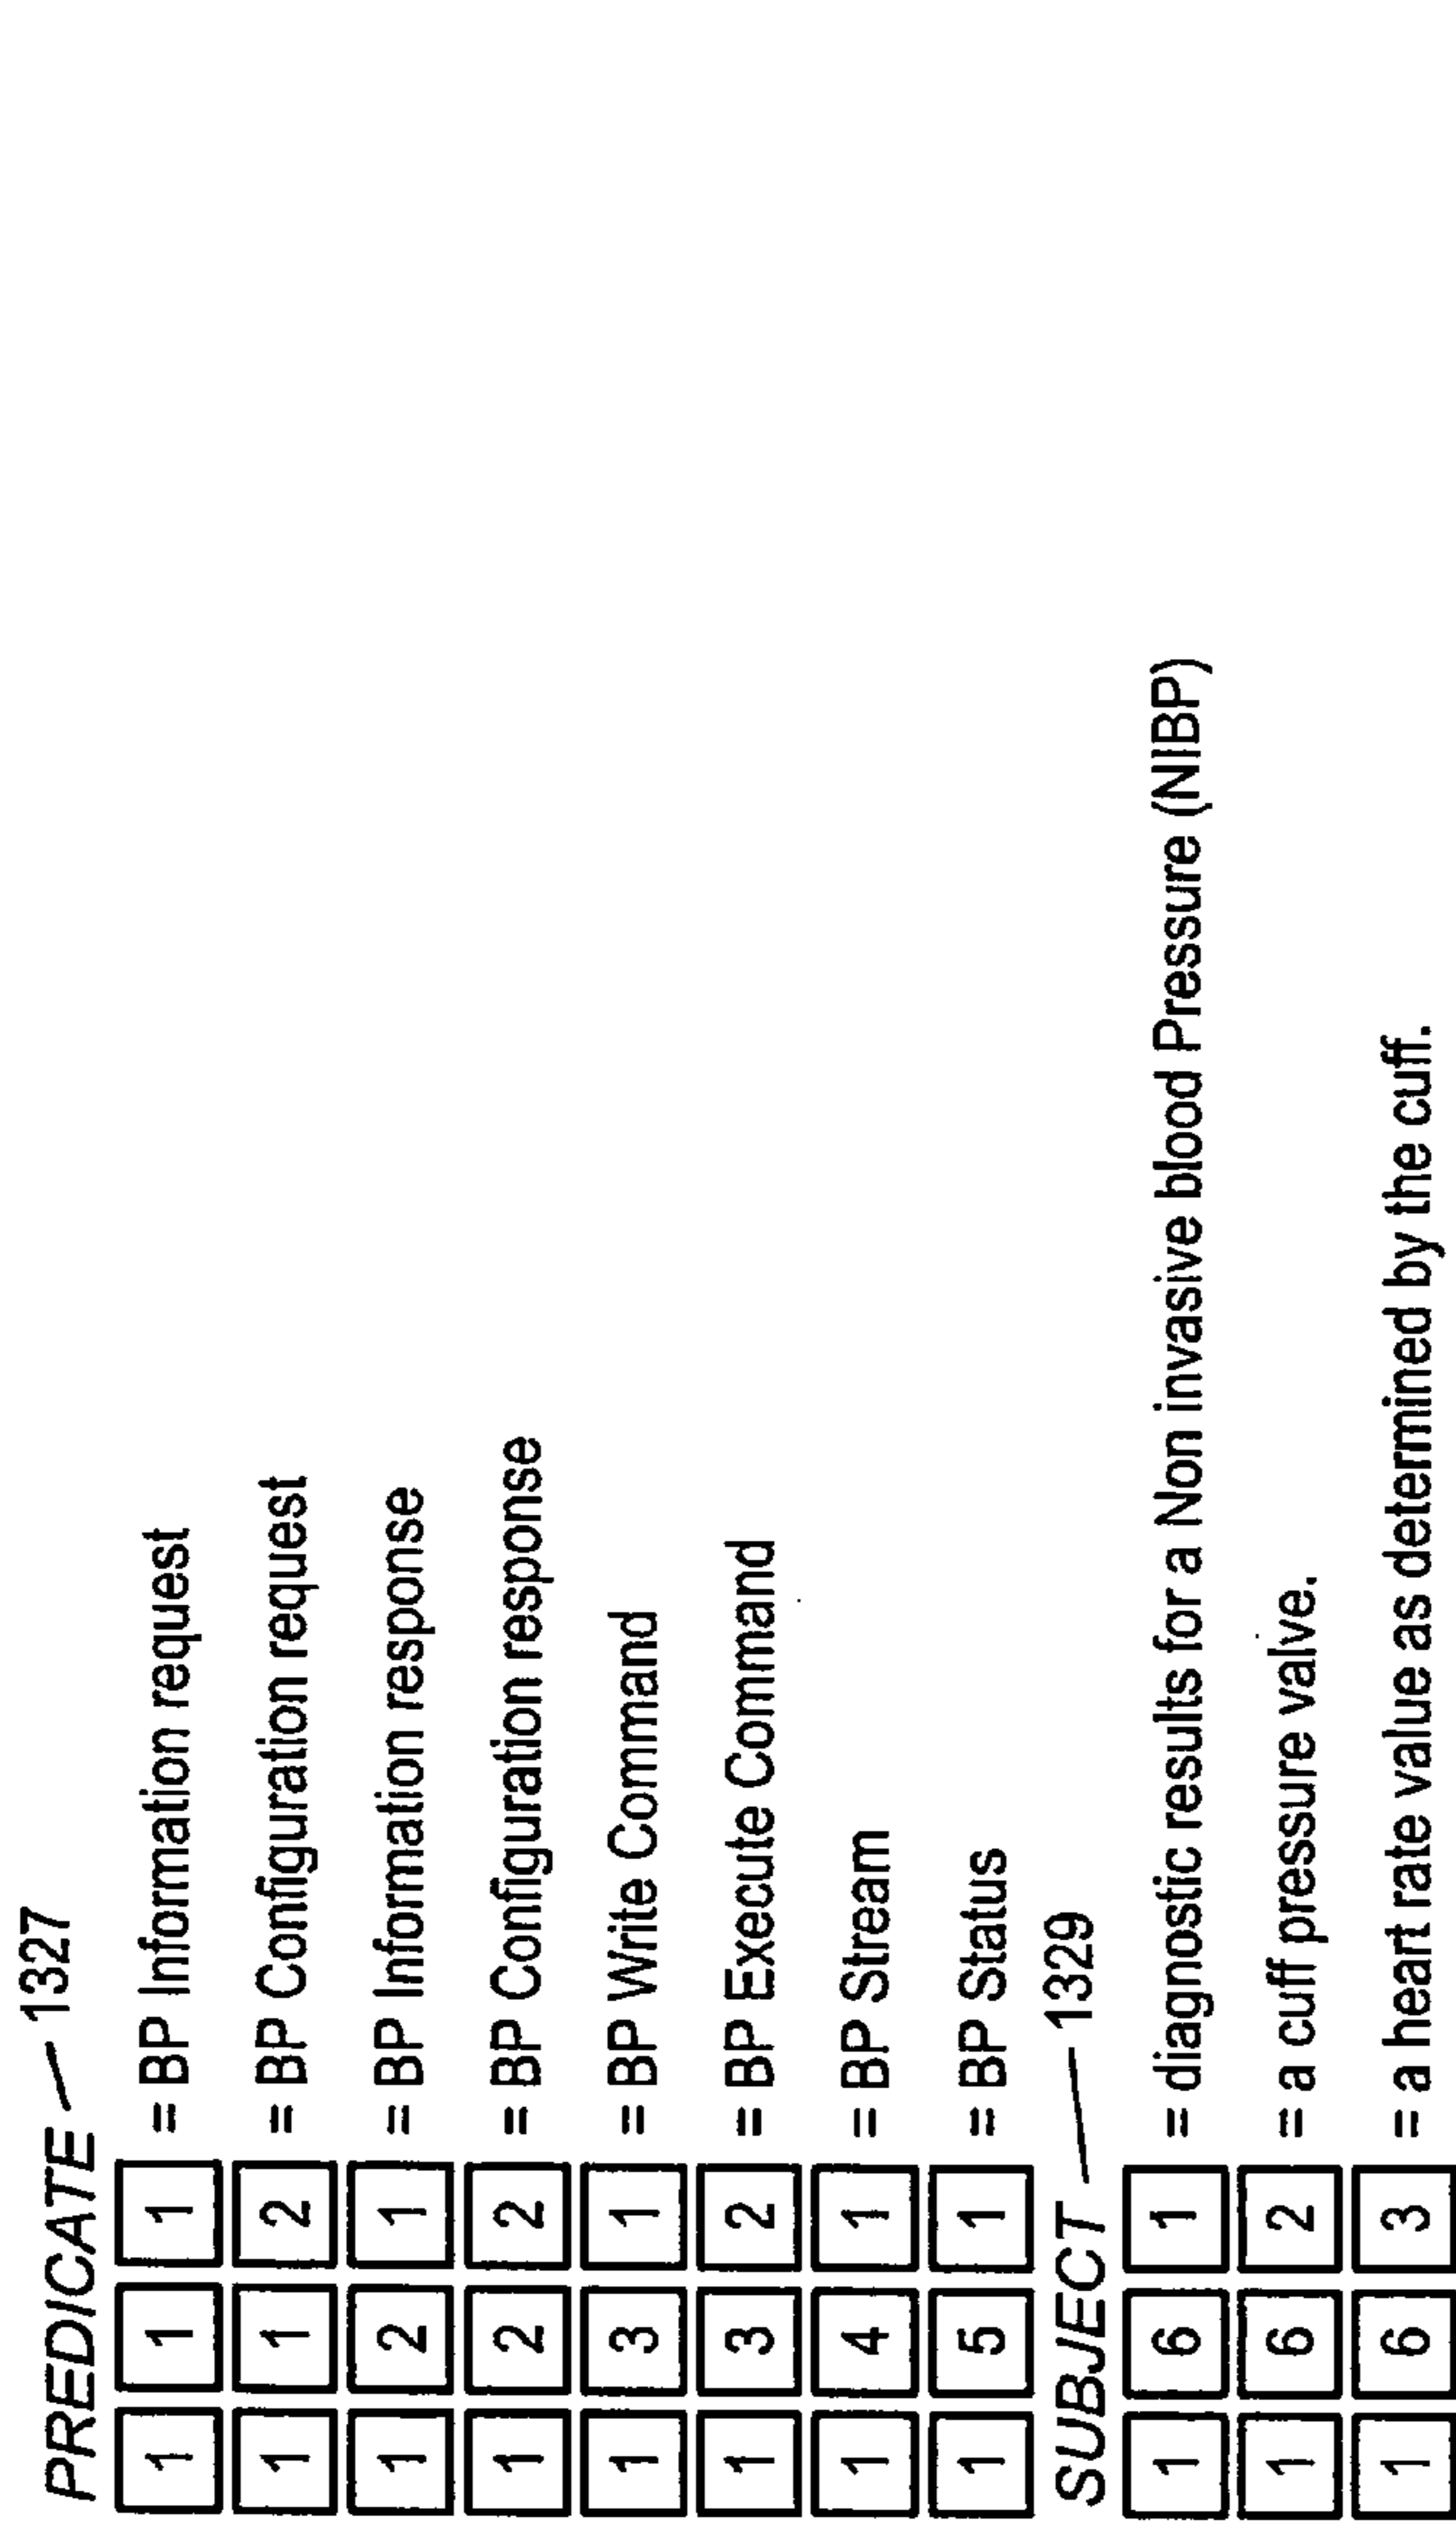 PREDICATE 1327
1 1 1 = BP Information request
1 1 2 = BP Configuration request
1 2 1 = BP Information response
1 2 2 = BP Configuration response
1 3 1 = BP Write Command
1 3 2 = BP Execute Command
1 4 1 = BP Stream
1 5 1 = BP Status
SUBJECT 1329
1 6 1 = diagnostic results for a Non invasive blood Pressure (NIBP)
1 6 2 = a cuff pressure valve.
1 6 3 = a heart rate value as determined by the cuff.